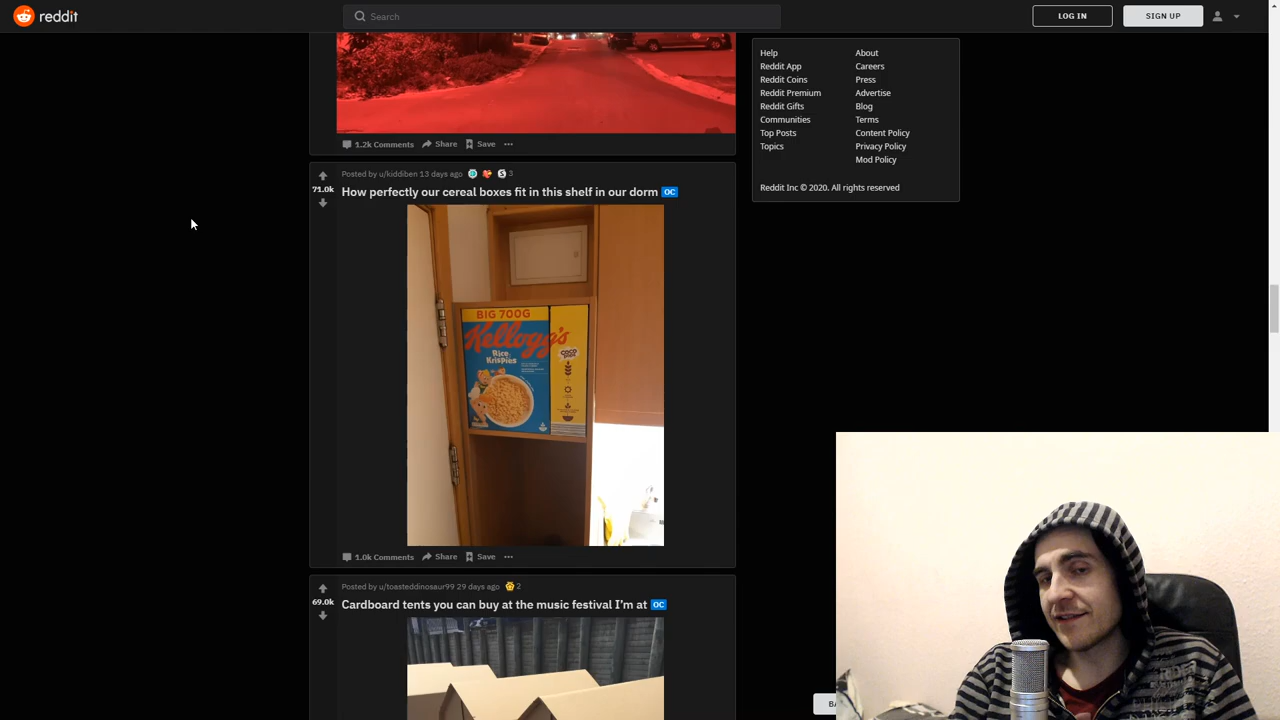 reddit
Search
LOG IN
SIGN UP
1.2k Comments Share Save
Help
About
Reddit App
Careers
Reddit Coins
Press
Reddit Premium
Advertise
Reddit Gifts
Blog
Communities
Terms
Top Posts
Content Policy
Topics
Privacy Policy
Mod Policy
Reddit Inc © 2020. All rights reserved
Posted by u/kiddiben 13 days ago 3
71.0k
How perfectly our cereal boxes fit in this shelf in our dorm OC
BIG 700G
Kellogg's
Rice
Krispies
COCO
1.0k Comments Share Save
Posted by u/toasteddinosaur99 29 days ago 2
69.0k
Cardboard tents you can buy at the music festival I'm at OC